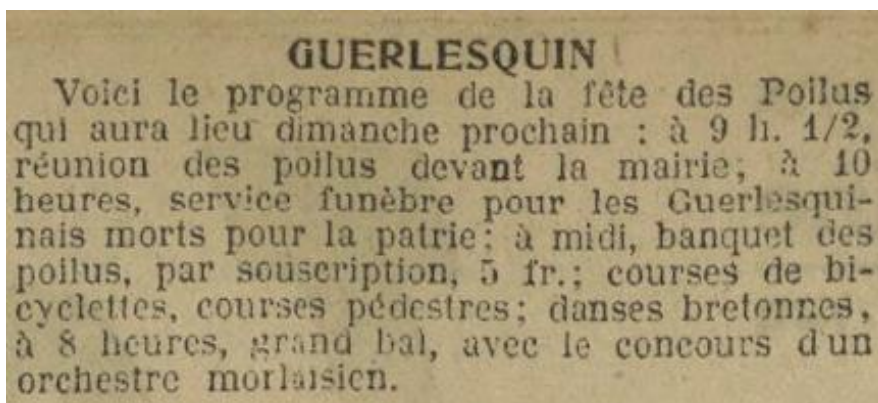 GUERLESQUIN
Voici le programme de la fête des Poilus
qui aura lieu dimanche prochain : à 9 h. 1/2,
réunion des poilus devant la mairie; à 10
heures, service funèbre pour les Guerlesqui-
nais morts pour la patrie; à midi, banquet des
poilus, par souscription, 5 fr.; courses de bi-
cyclettes, courses pédestres; danses bretonnes,
à 8 heures, grand bal, avec le concours d'un
orchestre morlaisien.